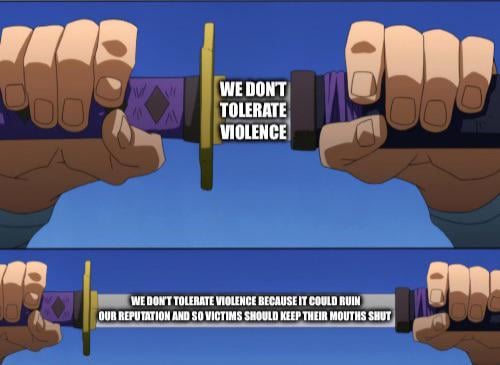 WE DON'T
TOLERATE
VIOLENCE
WE DON'T TOLERATE VIOLENCE BECAUSE IT COULD RUIN
OUR REPUTATION AND SO VICTIMS SHOULD KEEP THEIR MOUTHS SHUT